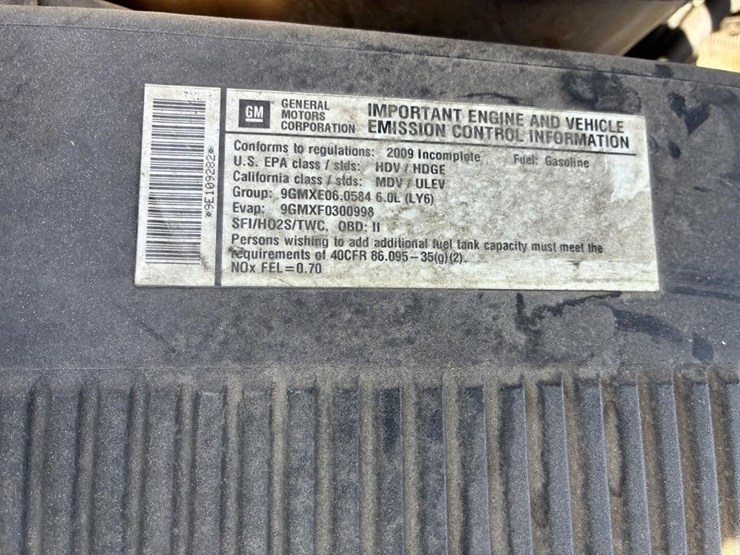 *9E109282*
GM
GENERAL
MOTORS
CORPORATION
IMPORTANT ENGINE AND VEHICLE
EMISSION CONTROL INFORMATION
Conforms to regulations: 2009 Incomplete Fuel: Gasoline
U.S. EPA class / stds: HDV / HDGE
California class / stds: MDV / ULEV
Group: 9GMXE06.0584 6.0L (LY6)
Evap: 9GMXF0300998
SFI/HO2S/TWC, OBD: II
Persons wishing to add additional fuel tank capacity must meet the
requirements of 40CFR 86.095-35(g)(2).
NOx FEL=0.70